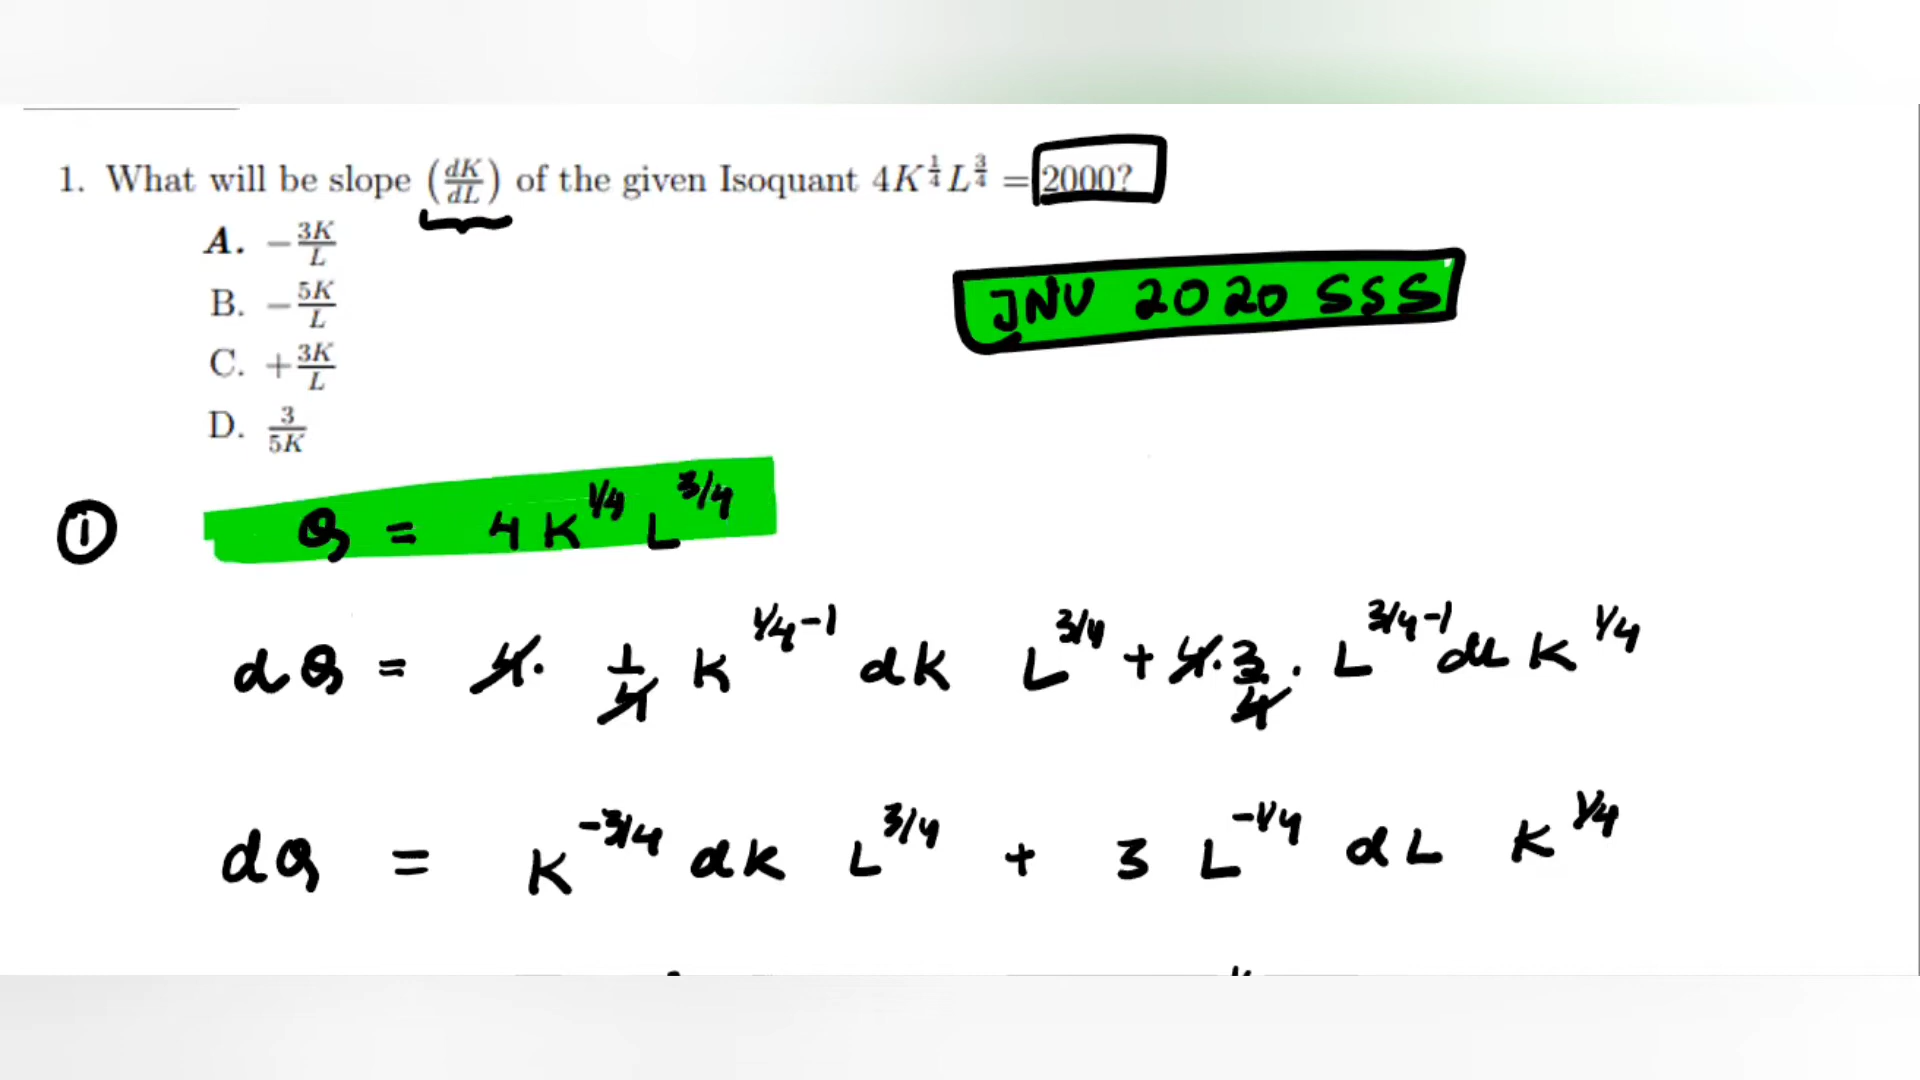 1. What will be slope (dK/dL) of the given Isoquant 4K^{1/4}L^{3/4} = 2000?
A. −3K/L
B. −5K/L
C. +3K/L
D. 3/5K
JNU 2020 SSS
① Q = 4 K^{1/4} L^{3/4}
dQ = 4 · 1/4 K^{1/4-1} dK L^{3/4} + 4 · 3/4 · L^{3/4-1} dL K^{1/4}
dQ = K^{-3/4} dK L^{3/4} + 3 L^{-1/4} dL K^{1/4}